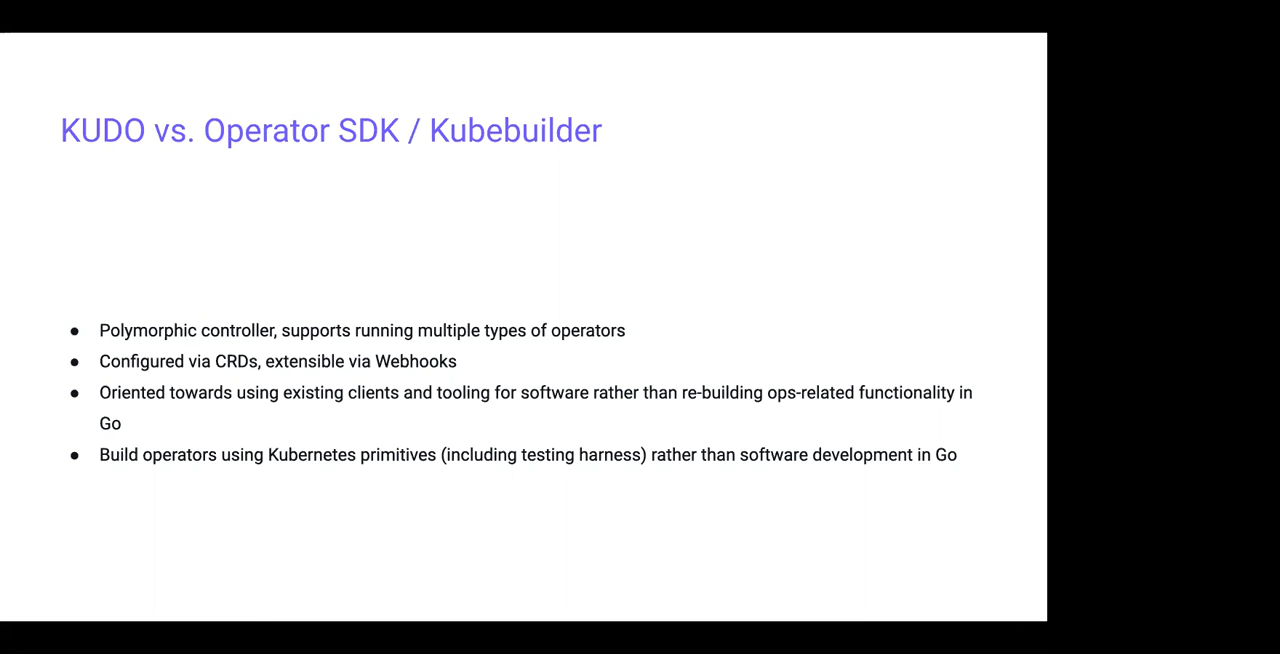 KUDO vs. Operator SDK / Kubebuilder
● Polymorphic controller, supports running multiple types of operators
● Configured via CRDs, extensible via Webhooks
● Oriented towards using existing clients and tooling for software rather than re-building ops-related functionality in
Go
● Build operators using Kubernetes primitives (including testing harness) rather than software development in Go